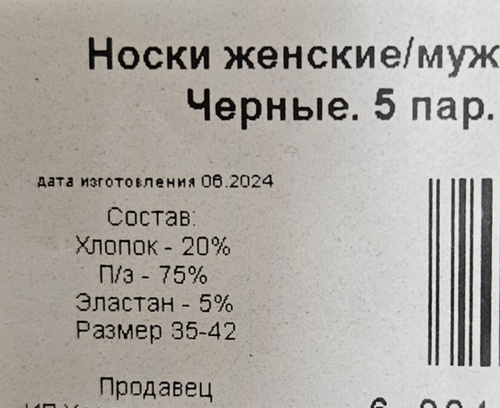 Носки женские/муж
Черные. 5 пар.
дата изготовления 06.2024
Состав:
Хлопок - 20%
П/э - 75%
Эластан - 5%
Размер 35-42
Продавец